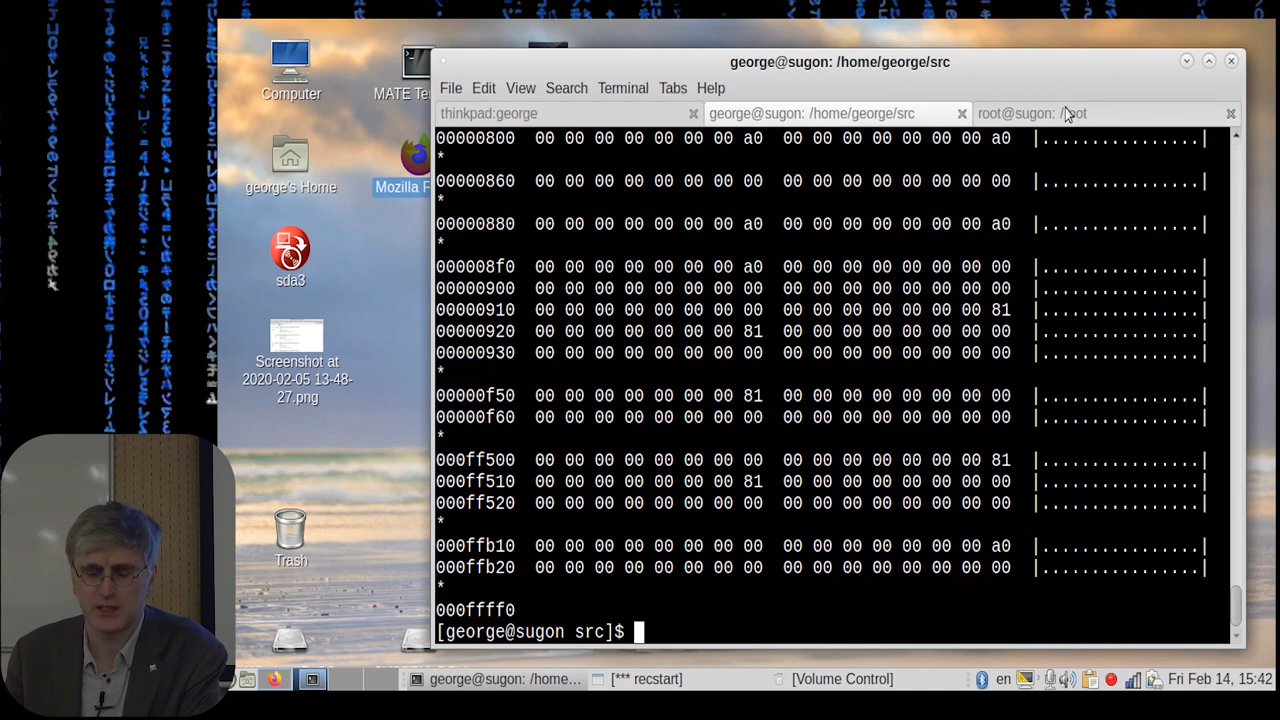 george@sugon: /home/george/src
File Edit View Search Terminal Tabs Help
thinkpad:george
george@sugon: /home/george/src
root@sugon: /root
00000800 00 00 00 00 00 00 00 a0 00 00 00 00 00 00 00 a0 |................|
*
00000860 00 00 00 00 00 00 00 00 00 00 00 00 00 00 00 00 |................|
*
00000880 00 00 00 00 00 00 00 a0 00 00 00 00 00 00 00 a0 |................|
*
000008f0 00 00 00 00 00 00 00 a0 00 00 00 00 00 00 00 00 |................|
00000900 00 00 00 00 00 00 00 00 00 00 00 00 00 00 00 00 |................|
00000910 00 00 00 00 00 00 00 00 00 00 00 00 00 00 00 81 |................|
00000920 00 00 00 00 00 00 00 81 00 00 00 00 00 00 00 00 |................|
00000930 00 00 00 00 00 00 00 00 00 00 00 00 00 00 00 00 |................|
*
00000f50 00 00 00 00 00 00 00 81 00 00 00 00 00 00 00 00 |................|
00000f60 00 00 00 00 00 00 00 00 00 00 00 00 00 00 00 00 |................|
*
000ff500 00 00 00 00 00 00 00 00 00 00 00 00 00 00 00 81 |................|
000ff510 00 00 00 00 00 00 00 81 00 00 00 00 00 00 00 00 |................|
000ff520 00 00 00 00 00 00 00 00 00 00 00 00 00 00 00 00 |................|
*
000ffb10 00 00 00 00 00 00 00 00 00 00 00 00 00 00 00 a0 |................|
000ffb20 00 00 00 00 00 00 00 00 00 00 00 00 00 00 00 00 |................|
*
000ffff0
[george@sugon src]$
Computer
MATE Te
george's Home
Mozilla F
sda3
Screenshot at
2020-02-05 13-48-
27.png
Trash
george@sugon: /home...
[*** recstart]
[Volume Control]
en
Fri Feb 14, 15:42